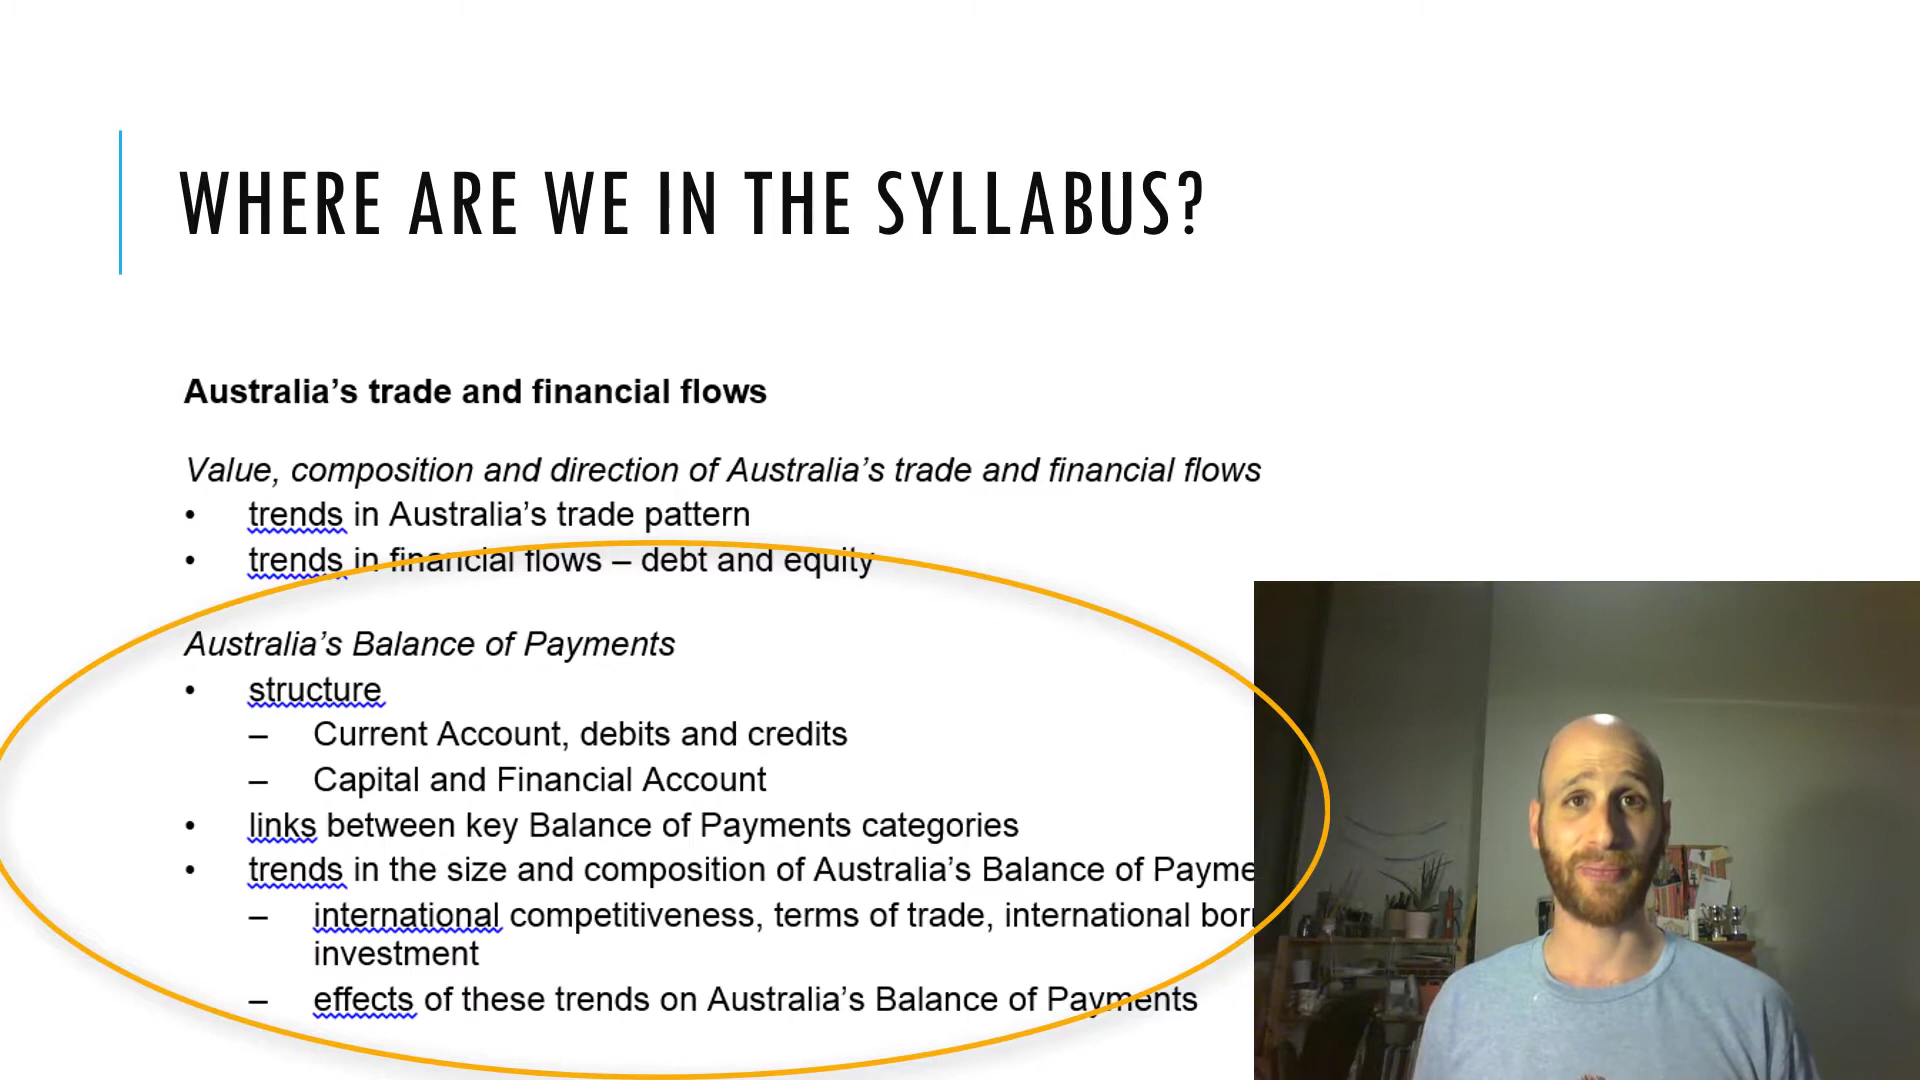 WHERE ARE WE IN THE SYLLABUS?
Australia’s trade and financial flows
Value, composition and direction of Australia’s trade and financial flows
• trends in Australia’s trade pattern
• trends in financial flows – debt and equity
Australia’s Balance of Payments
• structure
– Current Account, debits and credits
– Capital and Financial Account
• links between key Balance of Payments categories
• trends in the size and composition of Australia’s Balance of
– international competitiveness, terms of trade, international
investment
– effects of these trends on Australia’s Balance of Payments